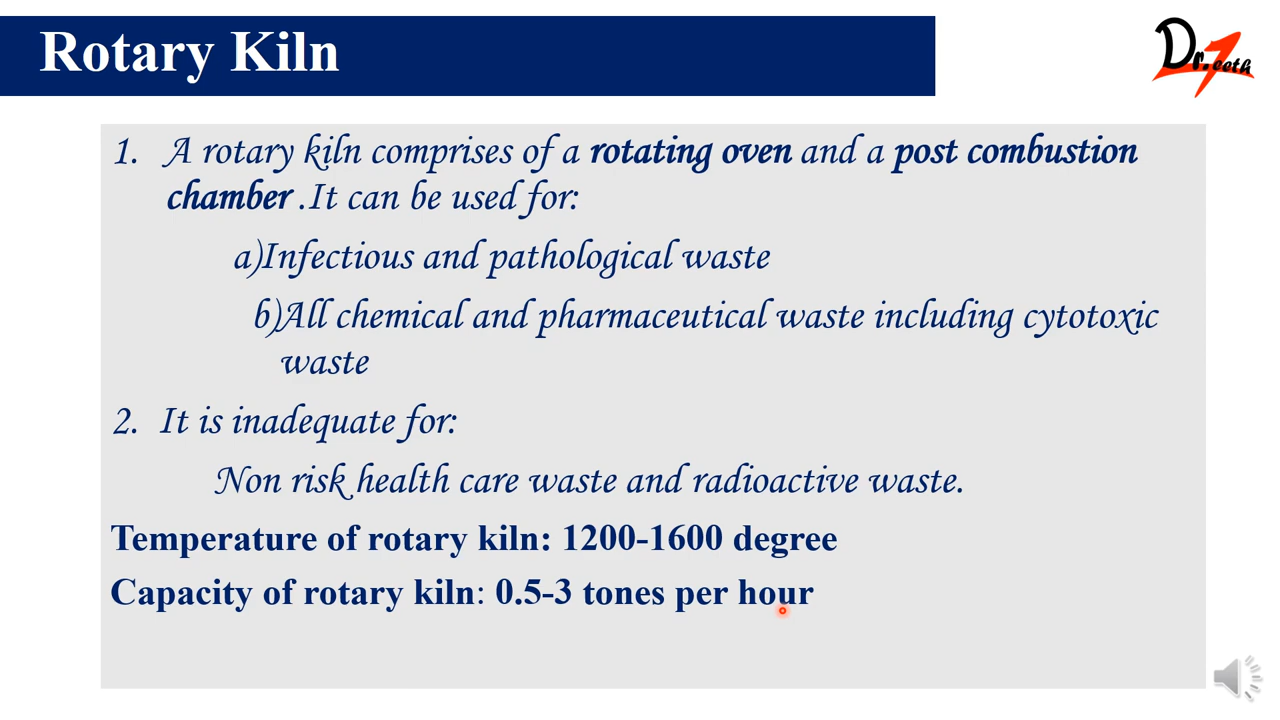 Rotary Kiln
Dr. Teeth
1. A rotary kiln comprises of a rotating oven and a post combustion
chamber .It can be used for:
a)Infectious and pathological waste
b)All chemical and pharmaceutical waste including cytotoxic
waste
2. It is inadequate for:
Non risk health care waste and radioactive waste.
Temperature of rotary kiln: 1200-1600 degree
Capacity of rotary kiln: 0.5-3 tones per hour